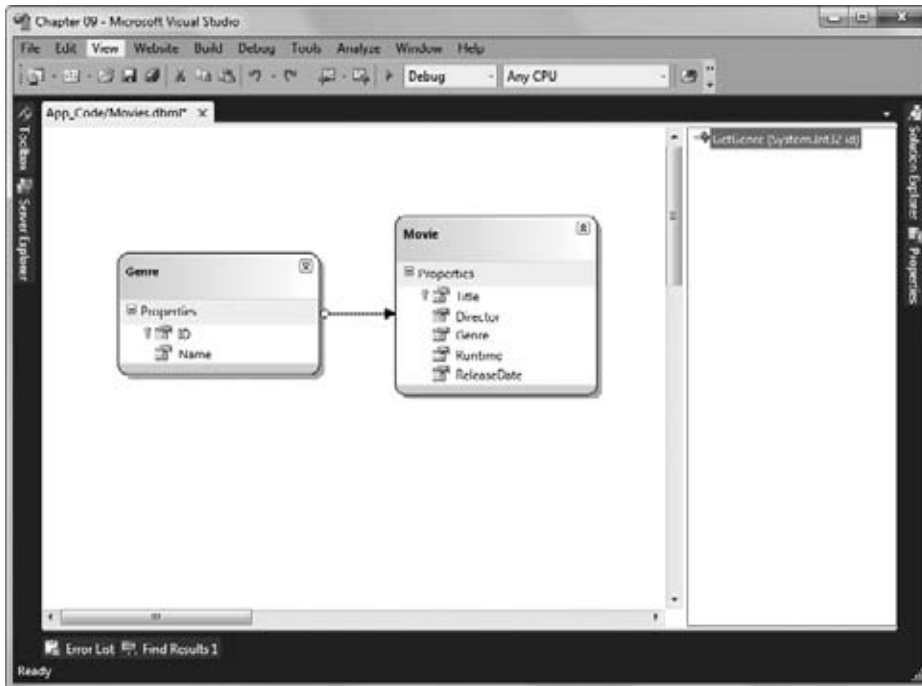 Chapter 09 - Microsoft Visual Studio
File Edit View Website Build Debug Tools Analyze Window Help
Debug Any CPU
App_Code/Movies.dbml* x
Toolbox
Server Explorer
GetGenre (System.Int32 id)
Solution Explorer
Properties
Genre
Properties
ID
Name
Movie
Properties
Title
Director
Genre
Runtime
ReleaseDate
Error List Find Results 1
Ready